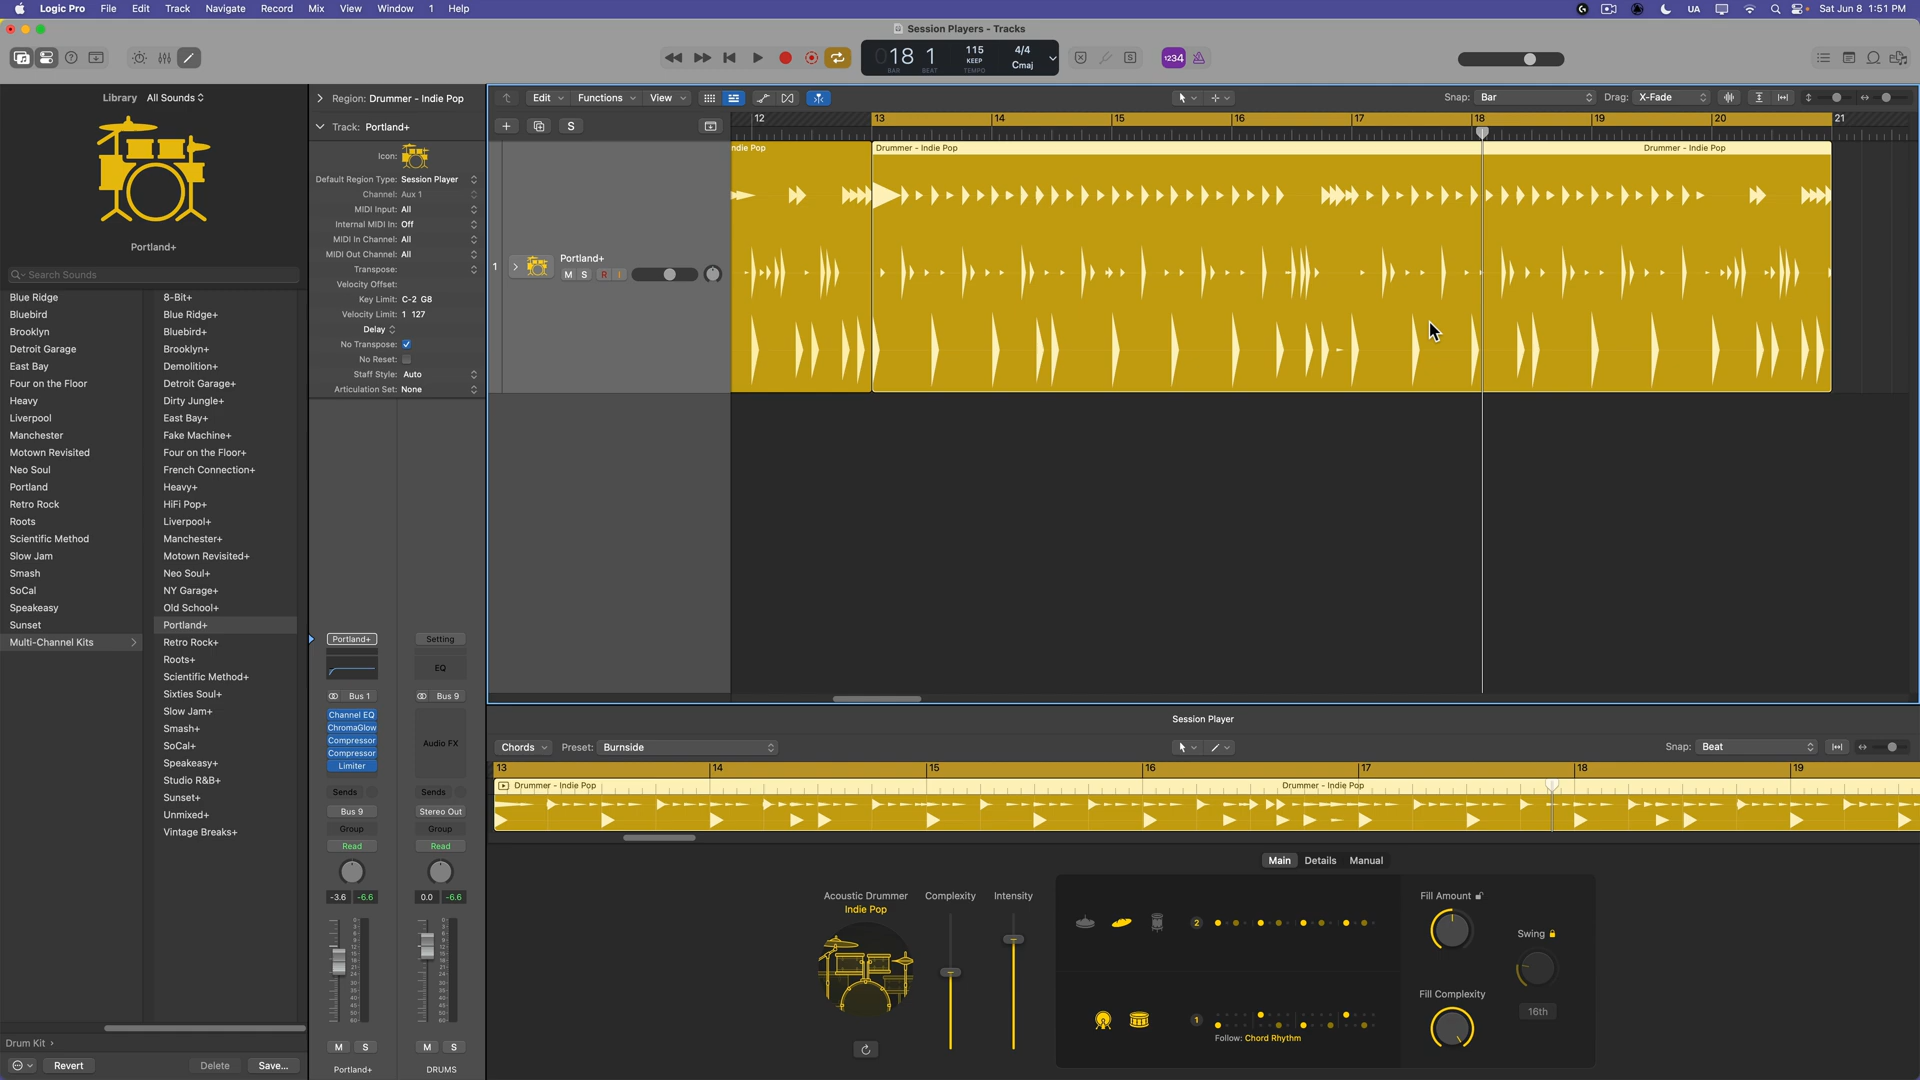 Logic Pro File Edit Track Navigate Record Mix View Window 1 Help
UA Sat Jun 8 1:51 PM
Session Players - Tracks
018 1 115 4/4
KEEP Cmaj
BAR BEAT TEMPO
1234
Library All Sounds
Portland+
Search Sounds
Blue Ridge
Bluebird
Brooklyn
Detroit Garage
East Bay
Four on the Floor
Heavy
Liverpool
Manchester
Motown Revisited
Neo Soul
Portland
Retro Rock
Roots
Scientific Method
Slow Jam
Smash
SoCal
Speakeasy
Sunset
Multi-Channel Kits
8-Bit+
Blue Ridge+
Bluebird+
Brooklyn+
Demolition+
Detroit Garage+
Dirty Jungle+
East Bay+
Fake Machine+
Four on the Floor+
French Connection+
Heavy+
HiFi Pop+
Liverpool+
Manchester+
Motown Revisited+
Neo Soul+
NY Garage+
Old School+
Portland+
Retro Rock+
Roots+
Scientific Method+
Sixties Soul+
Slow Jam+
Smash+
SoCal+
Speakeasy+
Studio R&B+
Sunset+
Unmixed+
Vintage Breaks+
Drum Kit
Revert Delete Save...
Region: Drummer - Indie Pop
Track: Portland+
Icon:
Default Region Type: Session Player
Channel: Aux 1
MIDI Input: All
Internal MIDI In: Off
MIDI In Channel: All
MIDI Out Channel: All
Transpose:
Velocity Offset:
Key Limit: C-2 G8
Velocity Limit: 1 127
Delay
No Transpose:
No Reset:
Staff Style: Auto
Articulation Set: None
Portland+ Setting
EQ
Bus 1 Bus 9
Channel EQ
ChromaGlow
Compressor Audio FX
Compressor
Limiter
Sends Sends
Bus 9 Stereo Out
Group Group
Read Read
-3.6 -6.6 0.0 -6.6
M S M S
Portland+ DRUMS
Edit Functions View Snap: Bar Drag: X-Fade
S
12 13 14 15 16 17 18 19 20 21
ndie Pop Drummer - Indie Pop Drummer - Indie Pop
1 Portland+
M S R I
Session Player
Chords Preset: Burnside Snap: Beat
13 14 15 16 17 18 19
Drummer - Indie Pop Drummer - Indie Pop
Main Details Manual
Acoustic Drummer Complexity Intensity
Indie Pop
2
1
Follow: Chord Rhythm
Fill Amount
Swing
Fill Complexity
16th